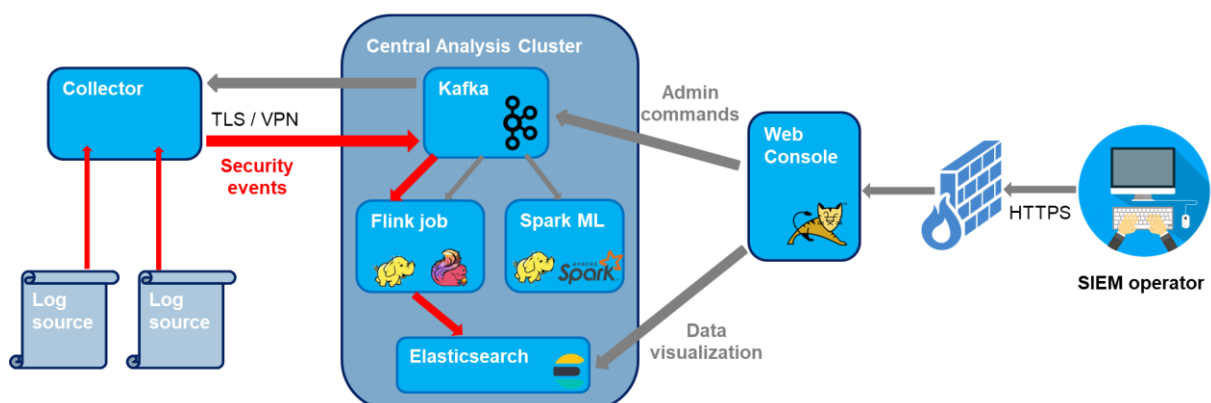 Central Analysis Cluster
Collector
Kafka
TLS / VPN
Security
events
Admin
commands
Web
Console
HTTPS
SIEM operator
Flink job
Spark ML
APACHE
Spark
Log
source
Log
source
Elasticsearch
Data
visualization